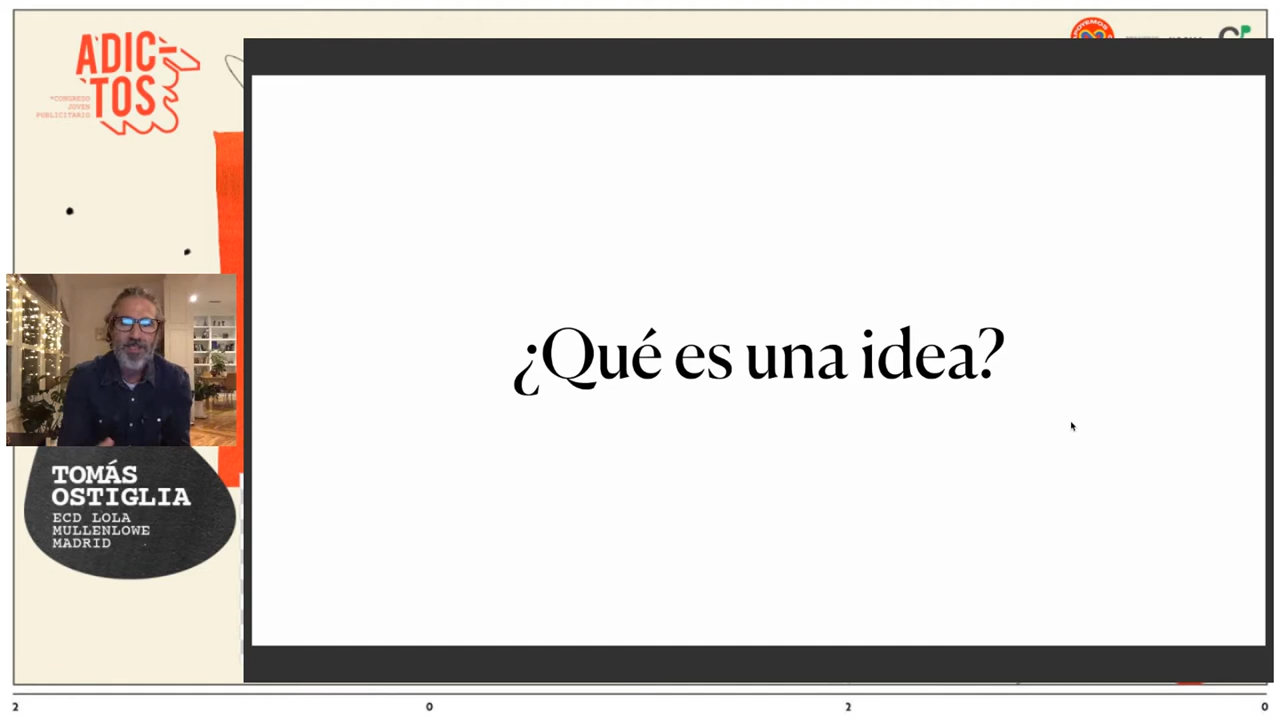 ADIC-
TOS
*CONGRESO
JOVEN
PUBLICITARIO
¿Qué es una idea?
TOMÁS
OSTIGLIA
ECD LOLA
MULLENLOWE
MADRID
2 0 2 0